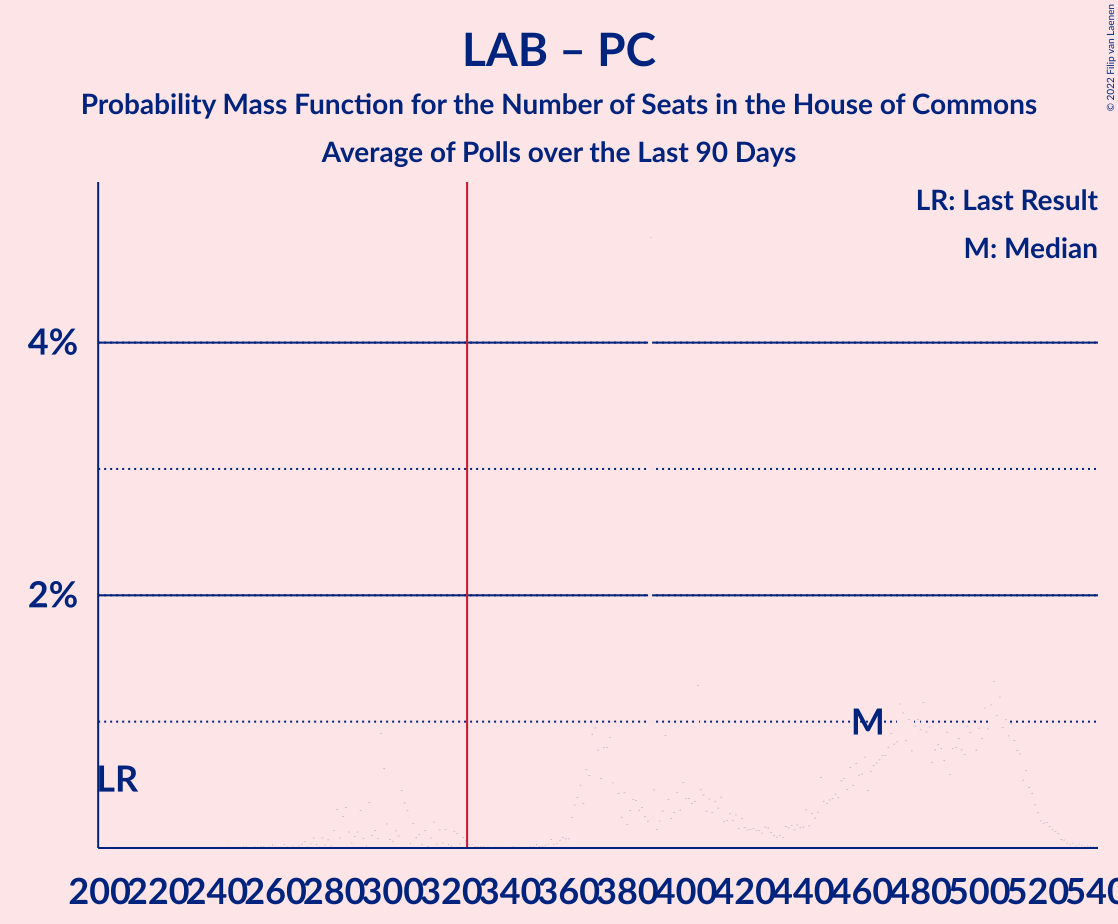 LAB – PC
Probability Mass Function for the Number of Seats in the House of Commons
Average of Polls over the Last 90 Days
© 2022 Filip van Laenen
LR: Last Result
M: Median
4%
2%
M
LR
200 220 240 260 280 300 320 340 360 380 400 420 440 460 480 500 520 540